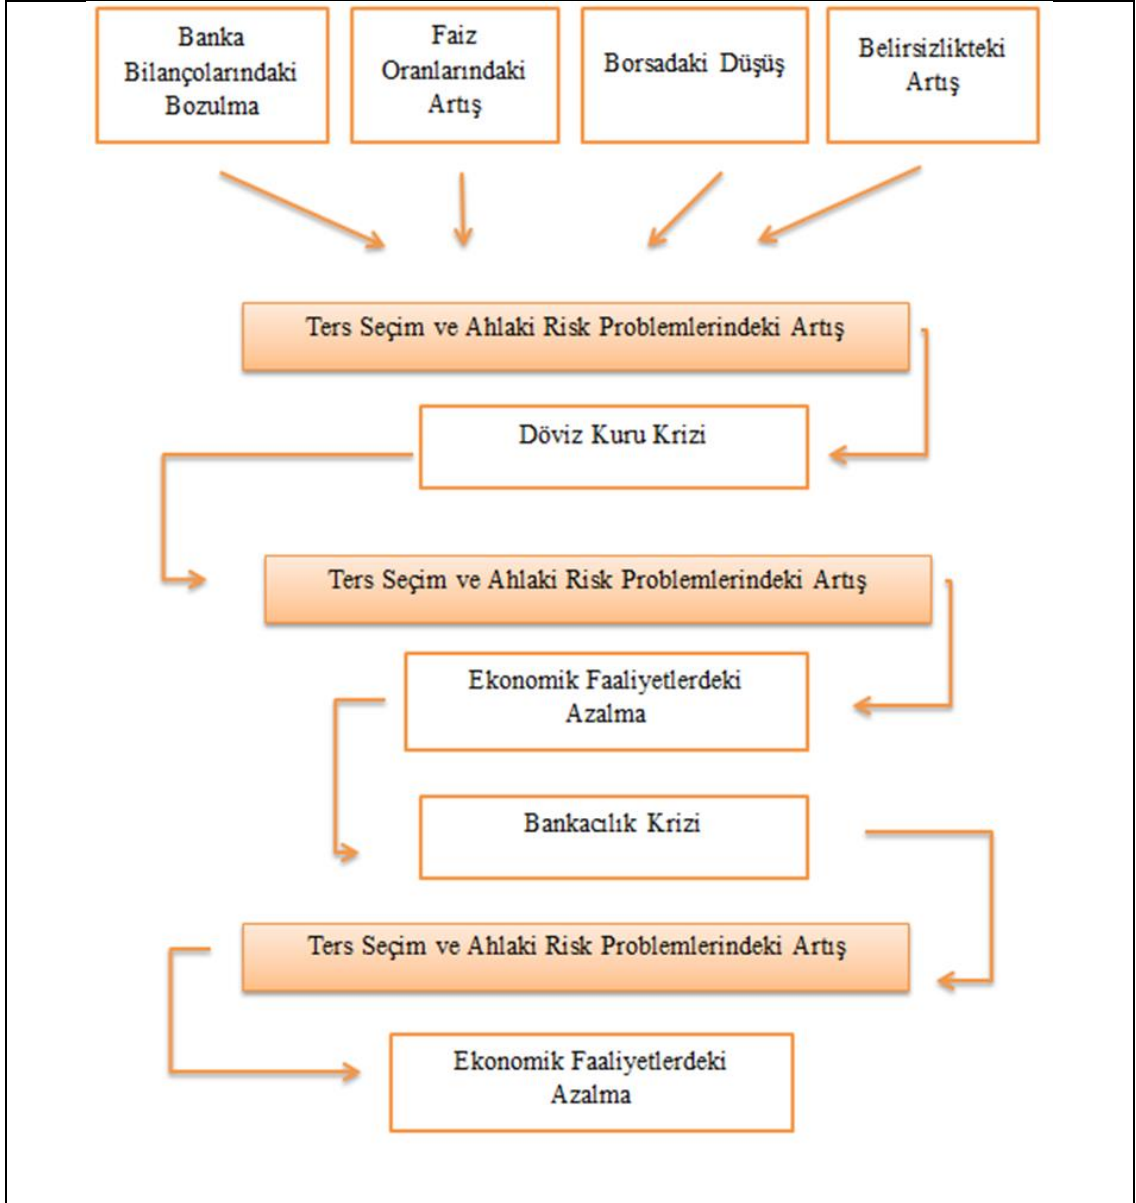 Banka
Bilançolarındaki
Bozulma
Faiz
Oranlarındaki
Artış
Borsadaki Düşüş
Belirsizlikteki
Artış
Ters Seçim ve Ahlaki Risk Problemlerindeki Artış
Döviz Kuru Krizi
Ters Seçim ve Ahlaki Risk Problemlerindeki Artış
Ekonomik Faaliyetlerdeki
Azalma
Bankacılık Krizi
Ters Seçim ve Ahlaki Risk Problemlerindeki Artış
Ekonomik Faaliyetlerdeki
Azalma